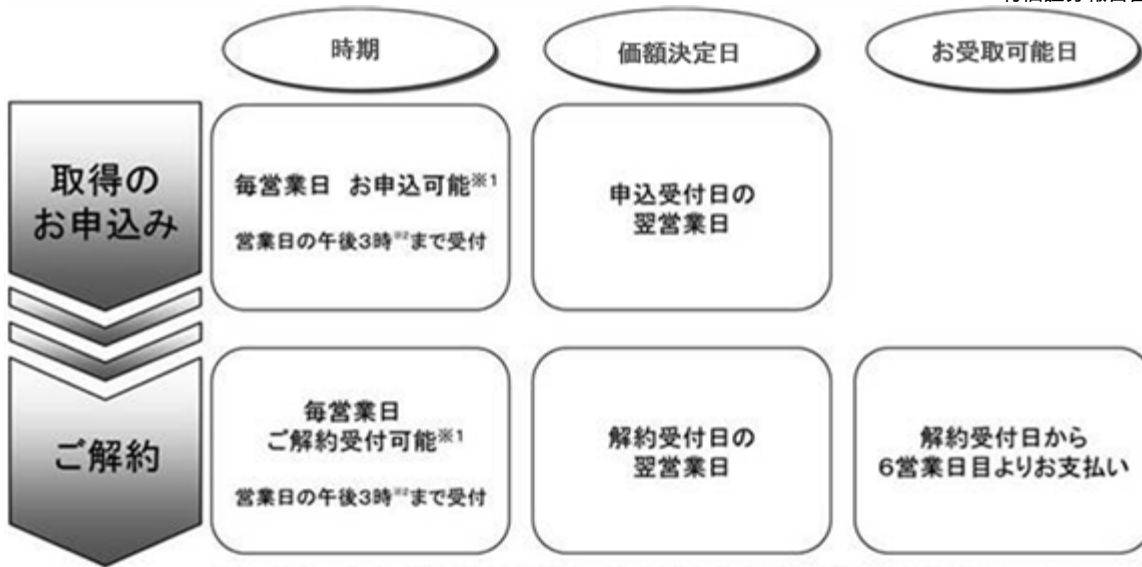 時期
価額決定日
お受取可能日
取得の
お申込み
毎営業日 お申込可能※1
営業日の午後3時※2まで受付
申込受付日の
翌営業日
ご解約
毎営業日
ご解約受付可能※1
営業日の午後3時※2まで受付
解約受付日の
翌営業日
解約受付日から
6営業日目よりお支払い